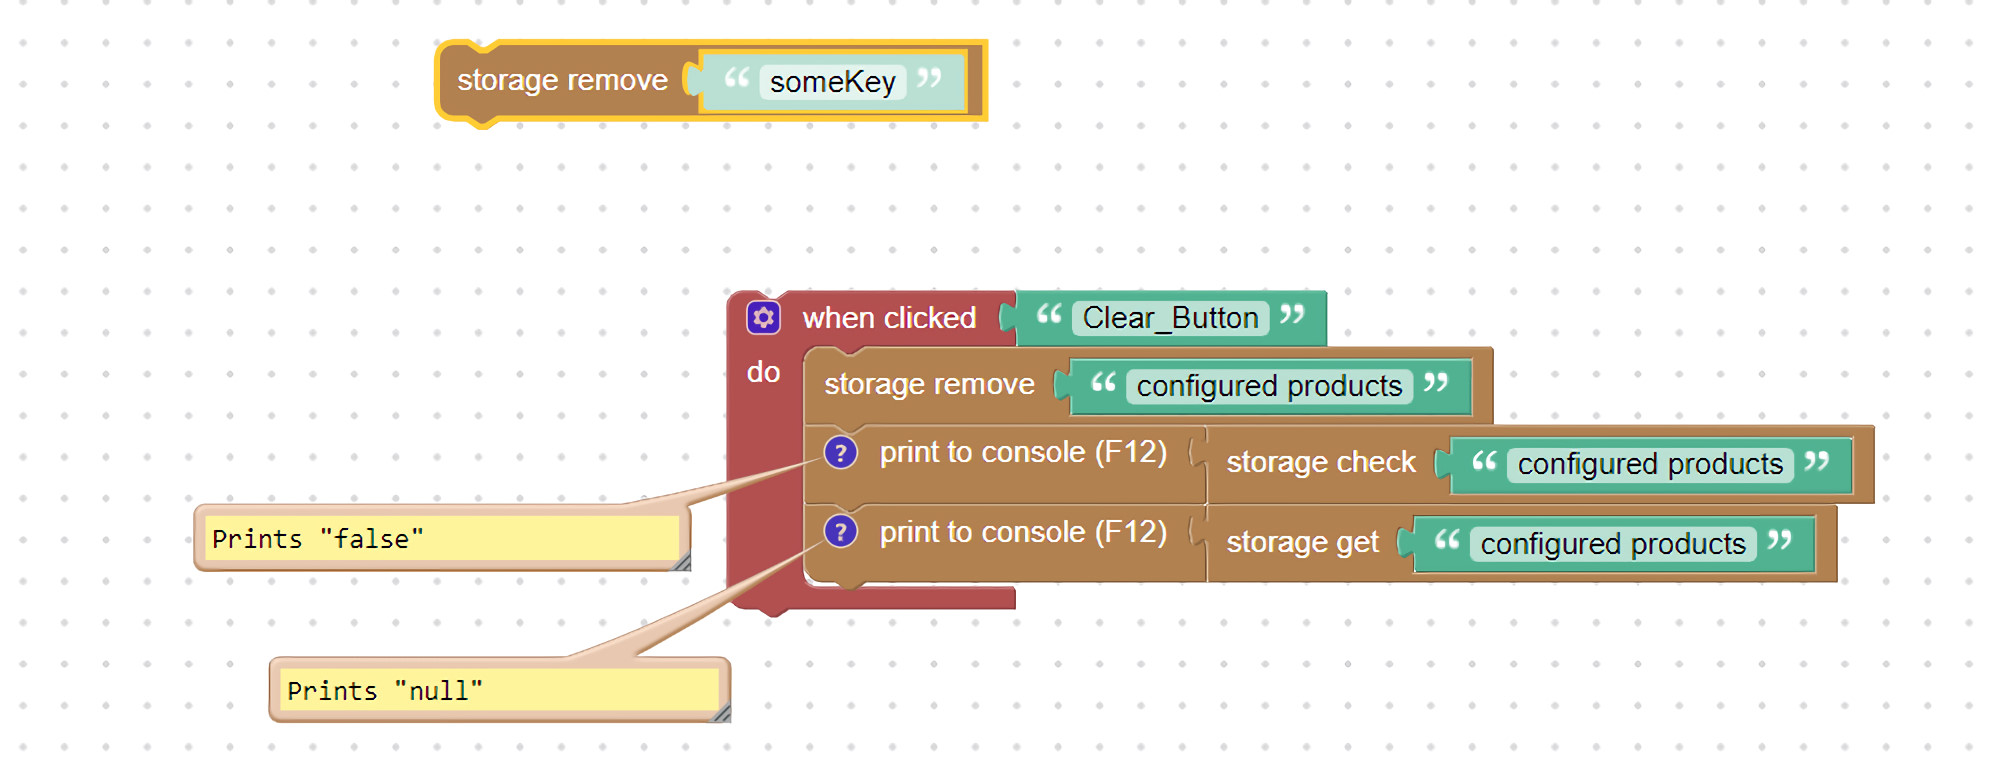 storage remove “ someKey ”
when clicked “ Clear_Button ”
do
storage remove “ configured products ”
? print to console (F12) storage check “ configured products ”
Prints "false"
? print to console (F12) storage get “ configured products ”
Prints "null"